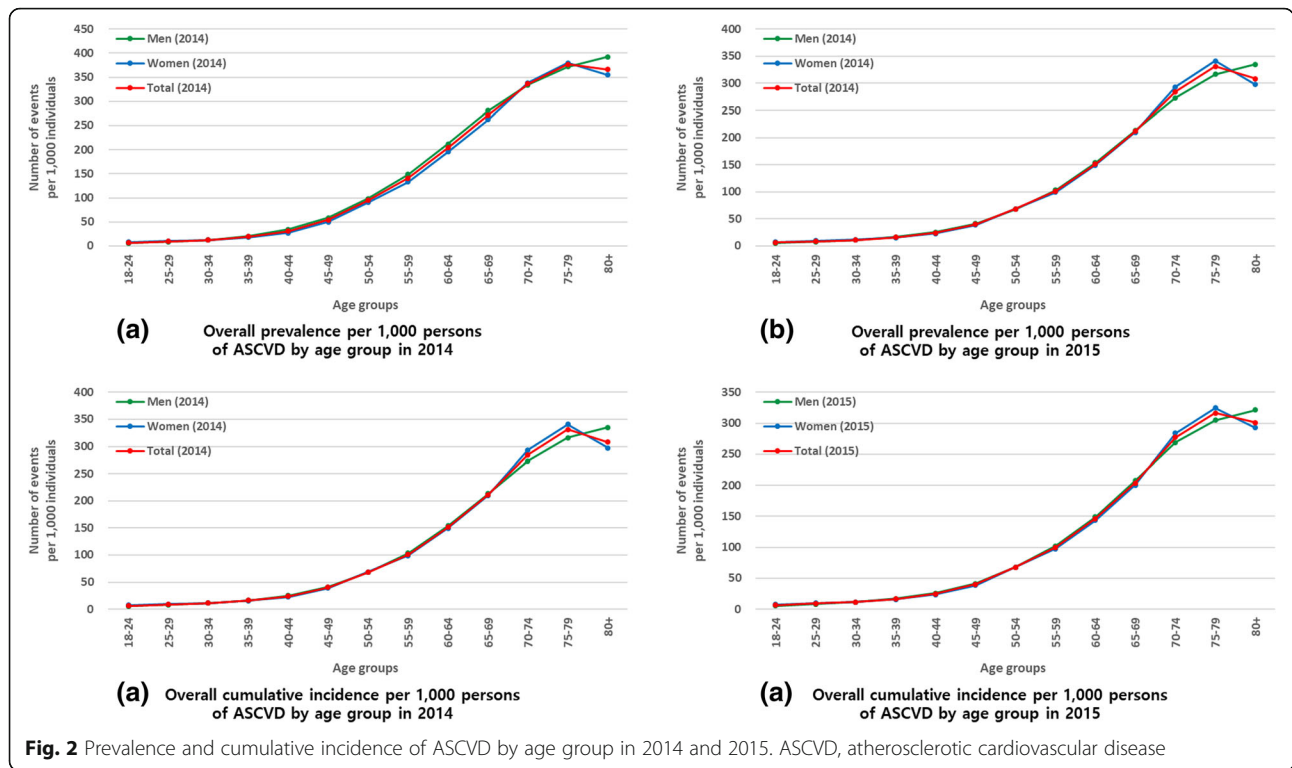 450
400
350
300
250
200
150
100
50
0
Number of events
per 1,000 individuals
Men (2014)
Women (2014)
Total (2014)
18-24
25-29
30-34
35-39
40-44
45-49
50-54
55-59
60-64
65-69
70-74
75-79
80+
Age groups
(a) Overall prevalence per 1,000 persons
of ASCVD by age group in 2014
400
350
300
250
200
150
100
50
0
Number of events
per 1,000 individuals
Men (2014)
Women (2014)
Total (2014)
18-24
25-29
30-34
35-39
40-44
45-49
50-54
55-59
60-64
65-69
70-74
75-79
80+
Age groups
(b) Overall prevalence per 1,000 persons
of ASCVD by age group in 2015
400
350
300
250
200
150
100
50
0
Number of events
per 1,000 individuals
Men (2014)
Women (2014)
Total (2014)
18-24
25-29
30-34
35-39
40-44
45-49
50-54
55-59
60-64
65-69
70-74
75-79
80+
Age groups
(a) Overall cumulative incidence per 1,000 persons
of ASCVD by age group in 2014
350
300
250
200
150
100
50
0
Number of events
per 1,000 individuals
Men (2015)
Women (2015)
Total (2015)
18-24
25-29
30-34
35-39
40-44
45-49
50-54
55-59
60-64
65-69
70-74
75-79
80+
Age groups
(a) Overall cumulative incidence per 1,000 persons
of ASCVD by age group in 2015
Fig. 2 Prevalence and cumulative incidence of ASCVD by age group in 2014 and 2015. ASCVD, atherosclerotic cardiovascular disease